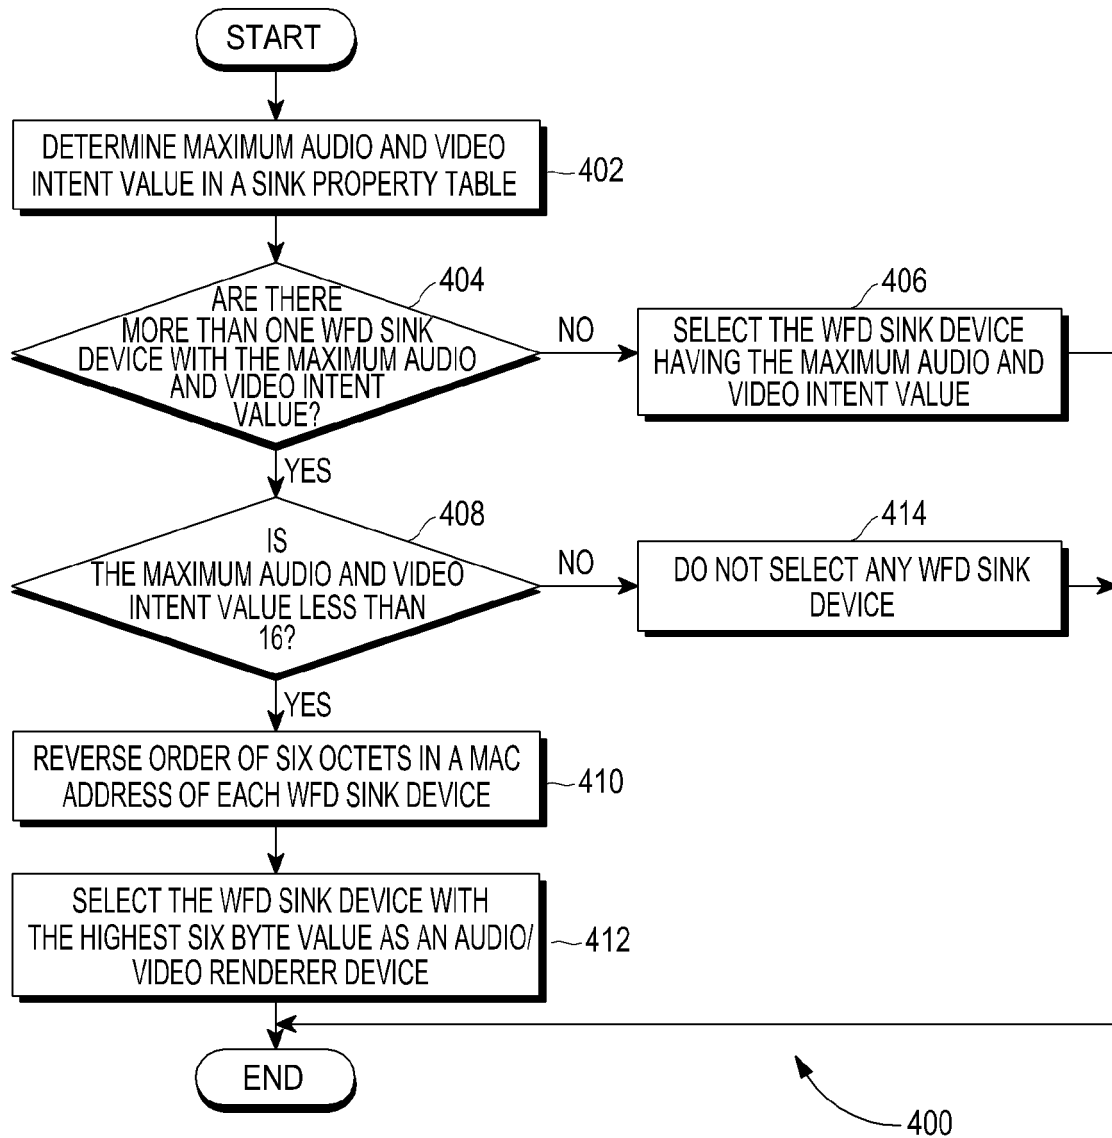 START
DETERMINE MAXIMUM AUDIO AND VIDEO
INTENT VALUE IN A SINK PROPERTY TABLE
402
404
ARE THERE
MORE THAN ONE WFD SINK
DEVICE WITH THE MAXIMUM AUDIO
AND VIDEO INTENT
VALUE?
NO
406
SELECT THE WFD SINK DEVICE
HAVING THE MAXIMUM AUDIO AND
VIDEO INTENT VALUE
YES
408
IS
THE MAXIMUM AUDIO AND VIDEO
INTENT VALUE LESS THAN
16?
NO
414
DO NOT SELECT ANY WFD SINK
DEVICE
YES
REVERSE ORDER OF SIX OCTETS IN A MAC
ADDRESS OF EACH WFD SINK DEVICE
410
SELECT THE WFD SINK DEVICE WITH
THE HIGHEST SIX BYTE VALUE AS AN AUDIO/
VIDEO RENDERER DEVICE
412
END
400